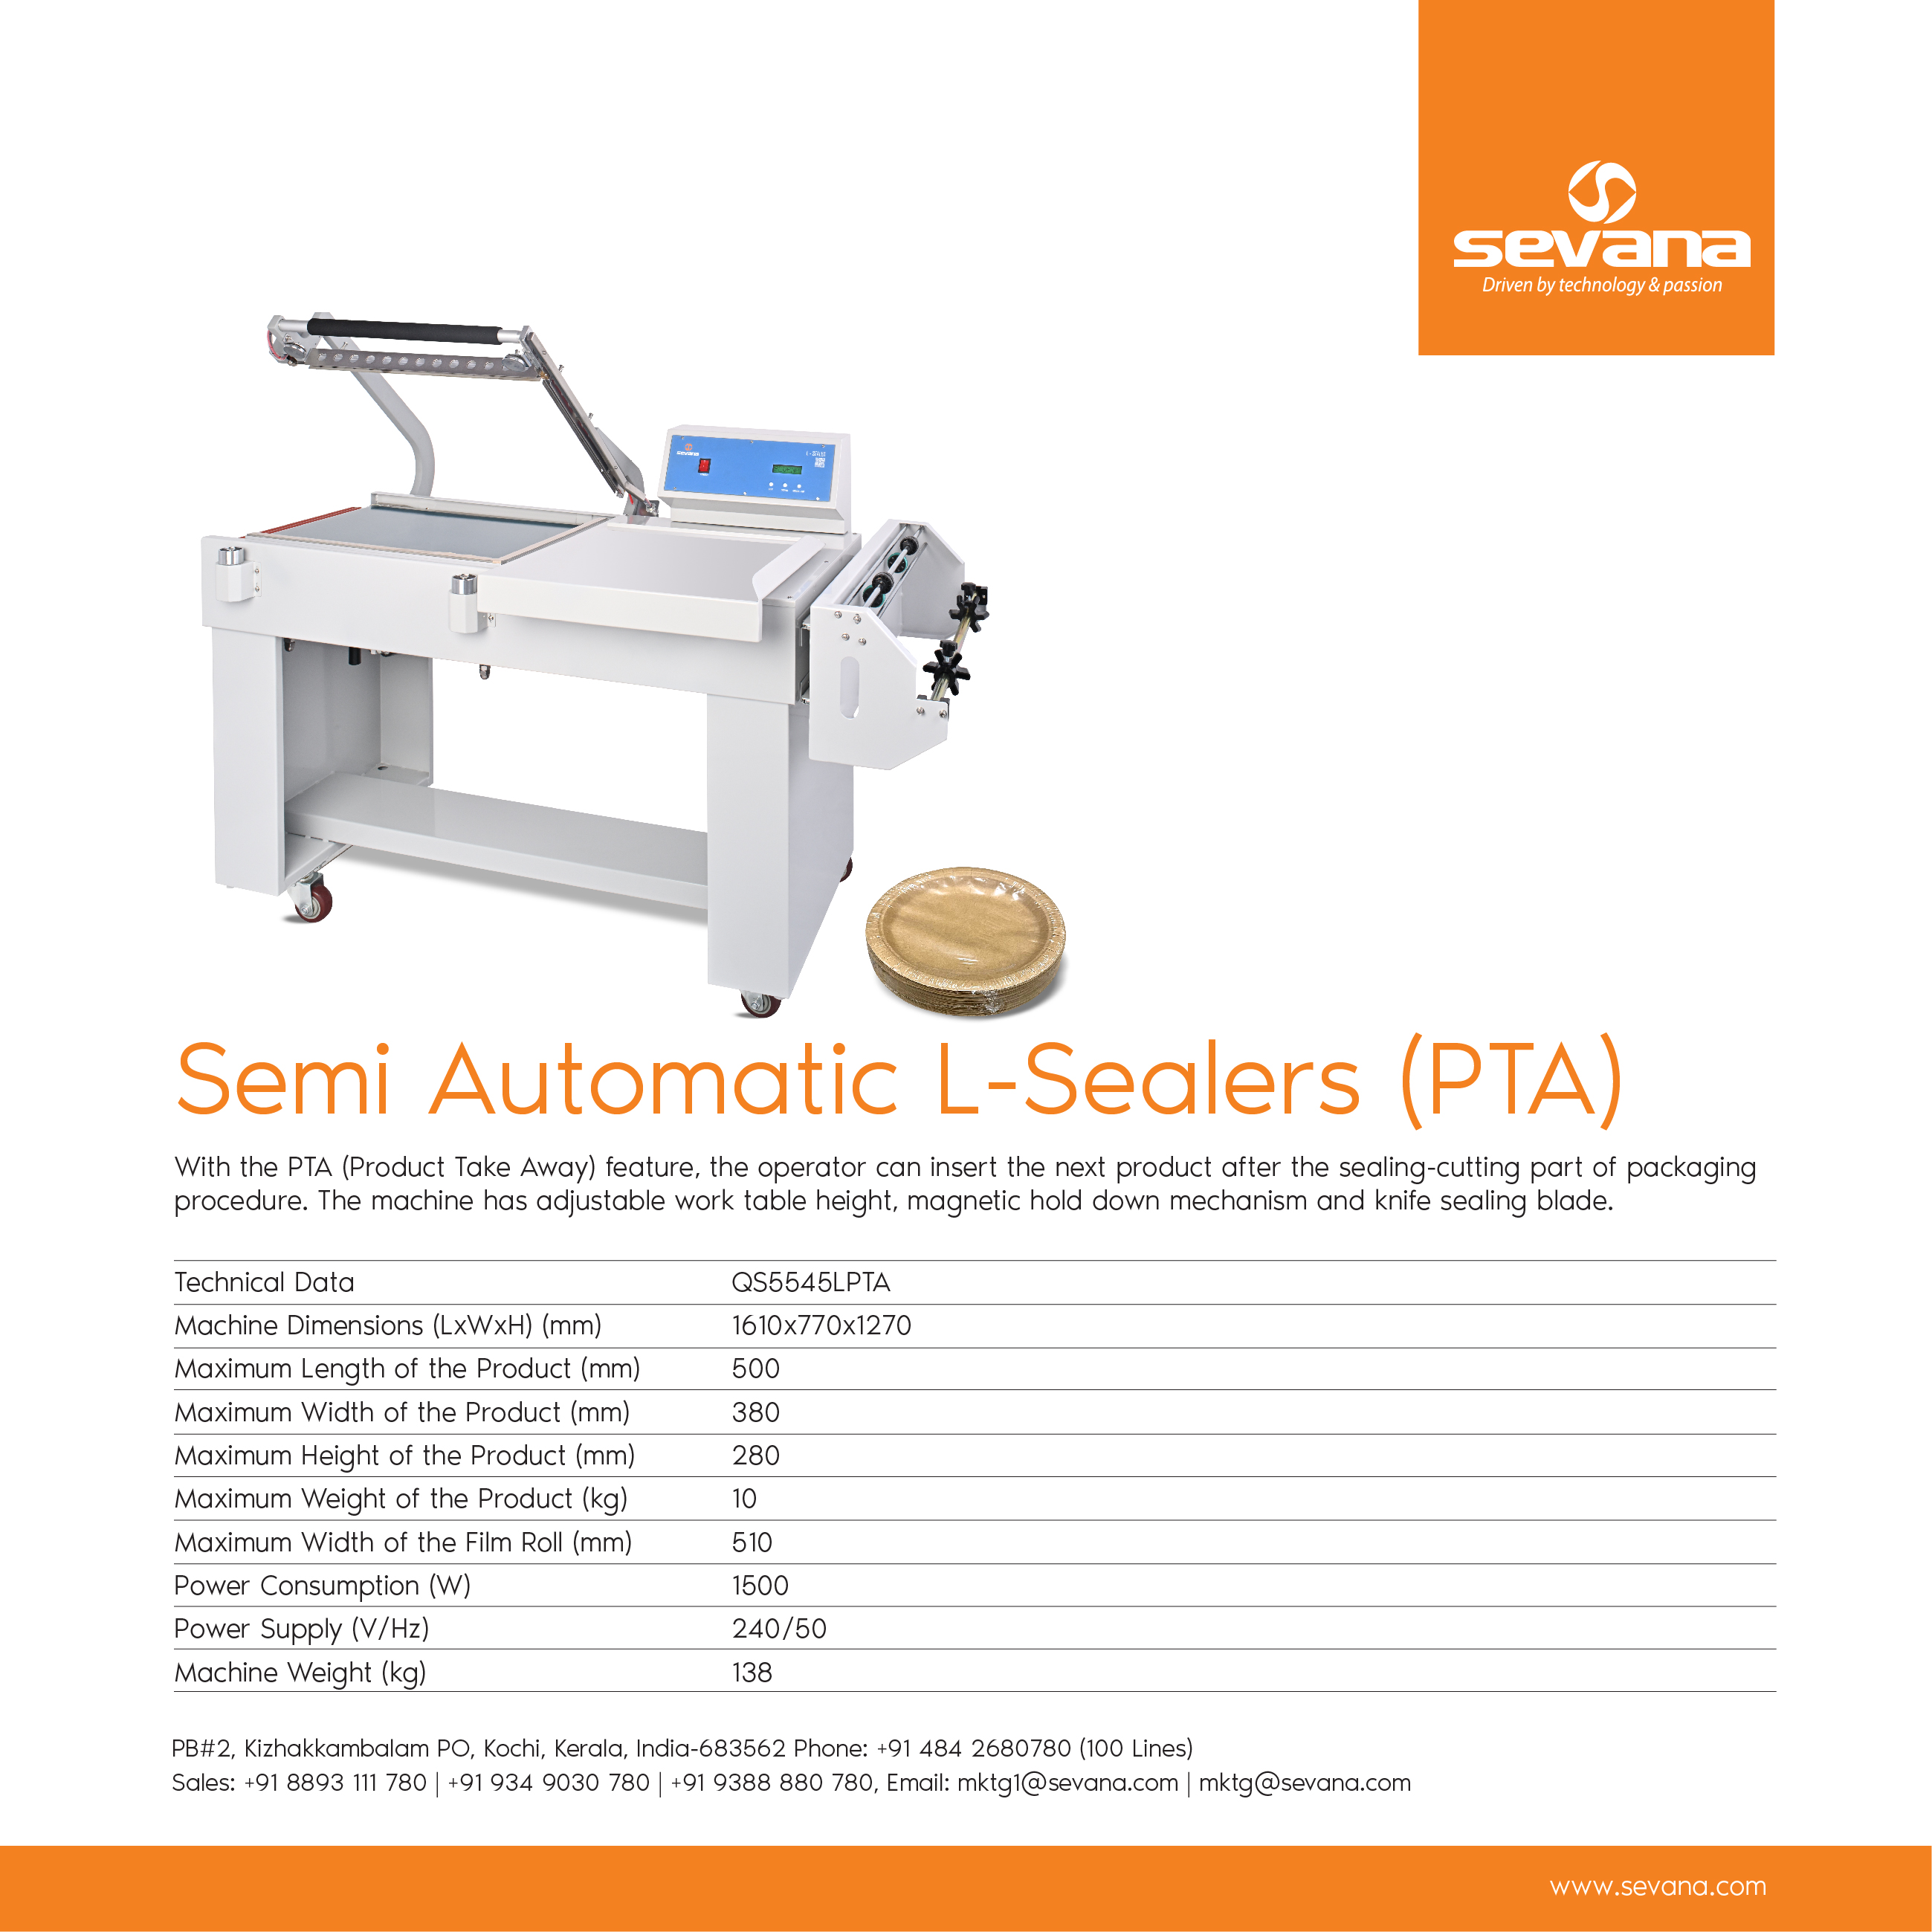 sevana
Driven by technology & passion
sevana
Semi Automatic L-Sealers (PTA)
With the PTA (Product Take Away) feature, the operator can insert the next product after the sealing-cutting part of packaging
procedure. The machine has adjustable work table height, magnetic hold down mechanism and knife sealing blade.
Technical Data QS5545LPTA
Machine Dimensions (LxWxH) (mm) 1610x770x1270
Maximum Length of the Product (mm) 500
Maximum Width of the Product (mm) 380
Maximum Height of the Product (mm) 280
Maximum Weight of the Product (kg) 10
Maximum Width of the Film Roll (mm) 510
Power Consumption (W) 1500
Power Supply (V/Hz) 240/50
Machine Weight (kg) 138
PB#2, Kizhakkambalam PO, Kochi, Kerala, India-683562 Phone: +91 484 2680780 (100 Lines)
Sales: +91 8893 111 780 | +91 934 9030 780 | +91 9388 880 780, Email: mktg1@sevana.com | mktg@sevana.com
www.sevana.com